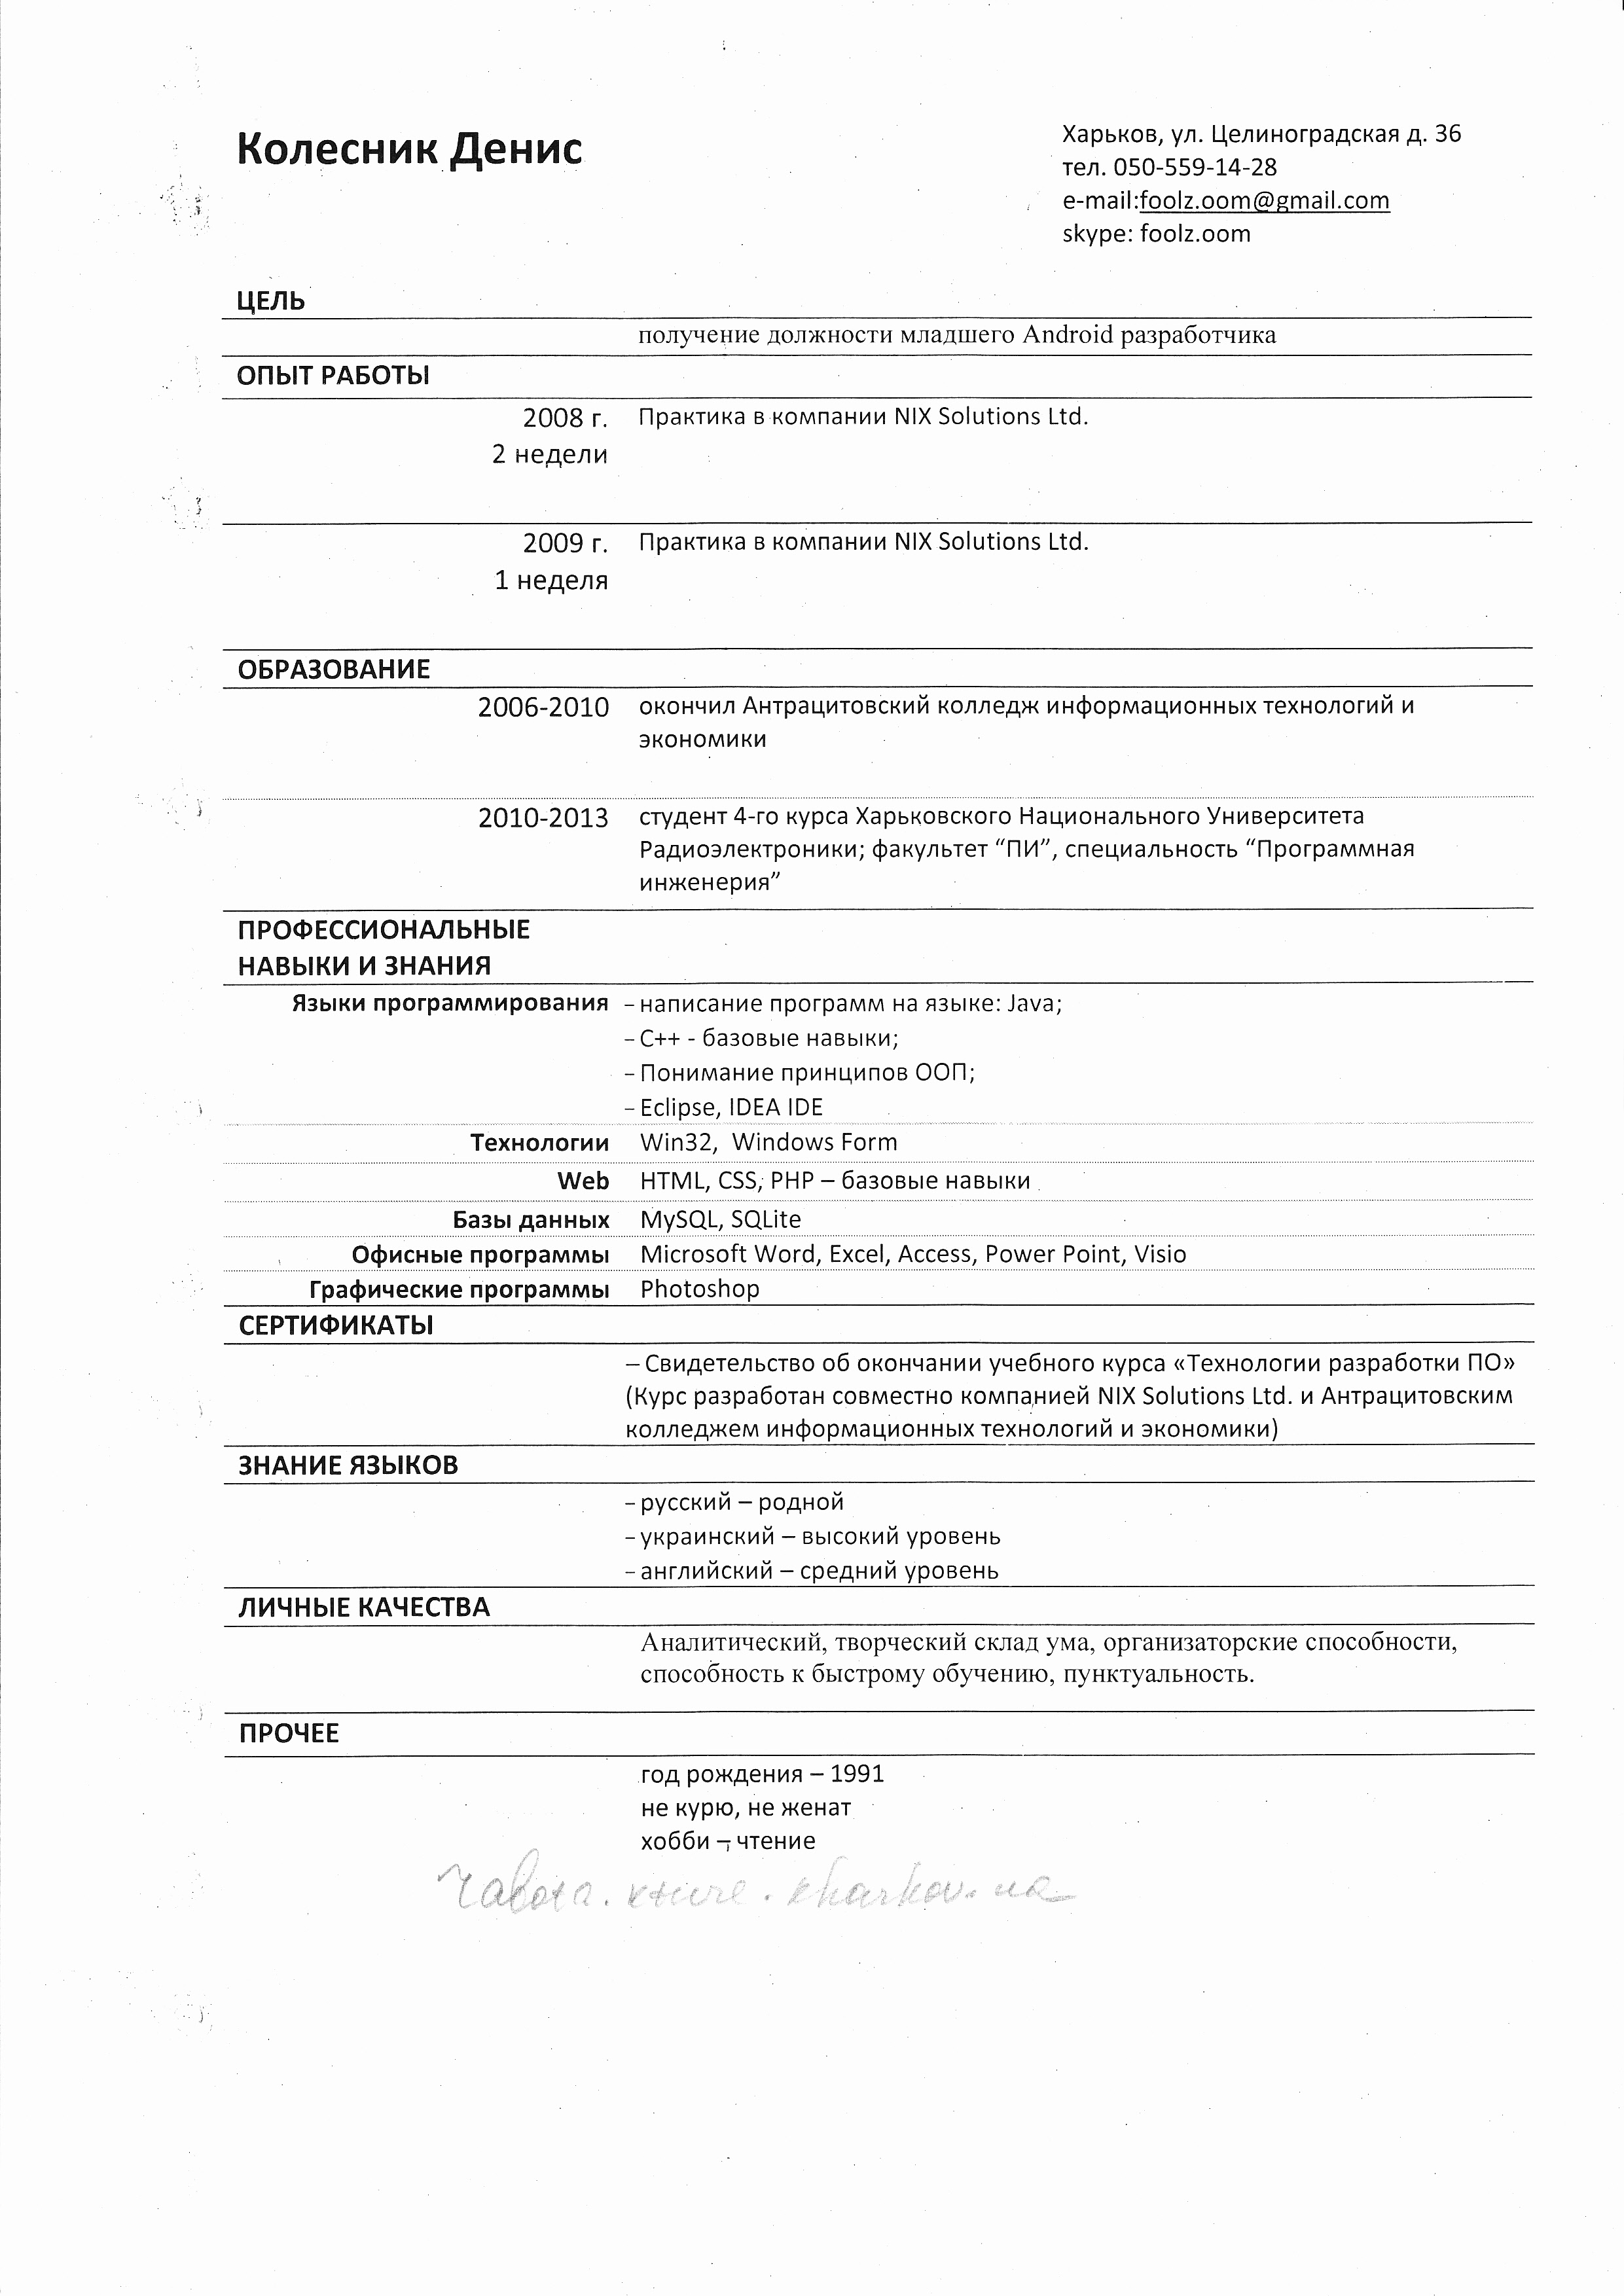 Колесник Денис
Харьков, ул. Целиноградская д. 36
тел. 050-559-14-28
e-mail:foolz.oom@gmail.com
skype: foolz.oom
ЦЕЛЬ
получение должности младшего Android разработчика
ОПЫТ РАБОТЫ
2008 г. Практика в компании NIX Solutions Ltd.
2 недели
2009 г. Практика в компании NIX Solutions Ltd.
1 неделя
ОБРАЗОВАНИЕ
2006-2010 окончил Антрацитовский колледж информационных технологий и
экономики
2010-2013 студент 4-го курса Харьковского Национального Университета
Радиоэлектроники; факультет “ПИ”, специальность “Программная
инженерия”
ПРОФЕССИОНАЛЬНЫЕ
НАВЫКИ И ЗНАНИЯ
Языки программирования – написание программ на языке: Java;
– C++ - базовые навыки;
– Понимание принципов ООП;
– Eclipse, IDEA IDE
Технологии Win32, Windows Form
Web HTML, CSS, PHP – базовые навыки
Базы данных MySQL, SQLite
Офисные программы Microsoft Word, Excel, Access, Power Point, Visio
Графические программы Photoshop
СЕРТИФИКАТЫ
– Свидетельство об окончании учебного курса «Технологии разработки ПО»
(Курс разработан совместно компанией NIX Solutions Ltd. и Антрацитовским
колледжем информационных технологий и экономики)
ЗНАНИЕ ЯЗЫКОВ
– русский – родной
– украинский – высокий уровень
– английский – средний уровень
ЛИЧНЫЕ КАЧЕСТВА
Аналитический, творческий склад ума, организаторские способности,
способность к быстрому обучению, пунктуальность.
ПРОЧЕЕ
год рождения – 1991
не курю, не женат
хобби – чтение
kharkov.ua